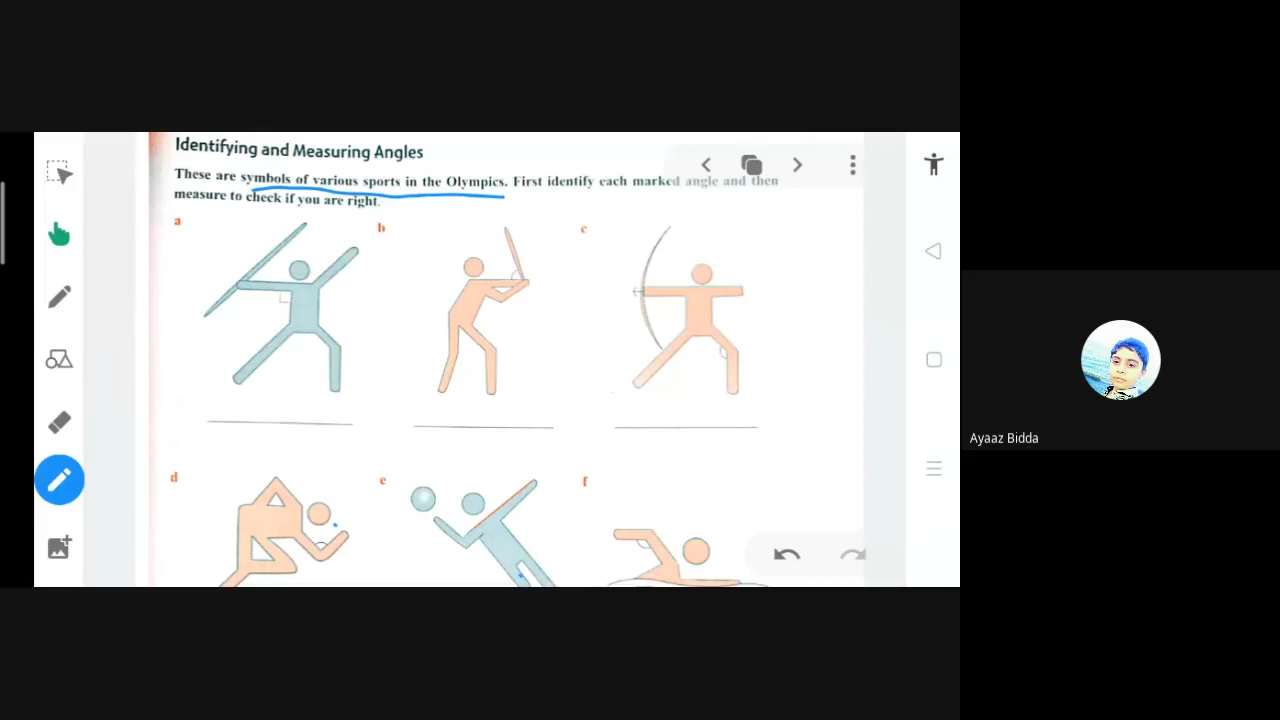 Identifying and Measuring Angles
These are symbols of various sports in the Olympics. First identify each marked angle and then
measure to check if you are right.
a b c
d e f
Ayaaz Bidda